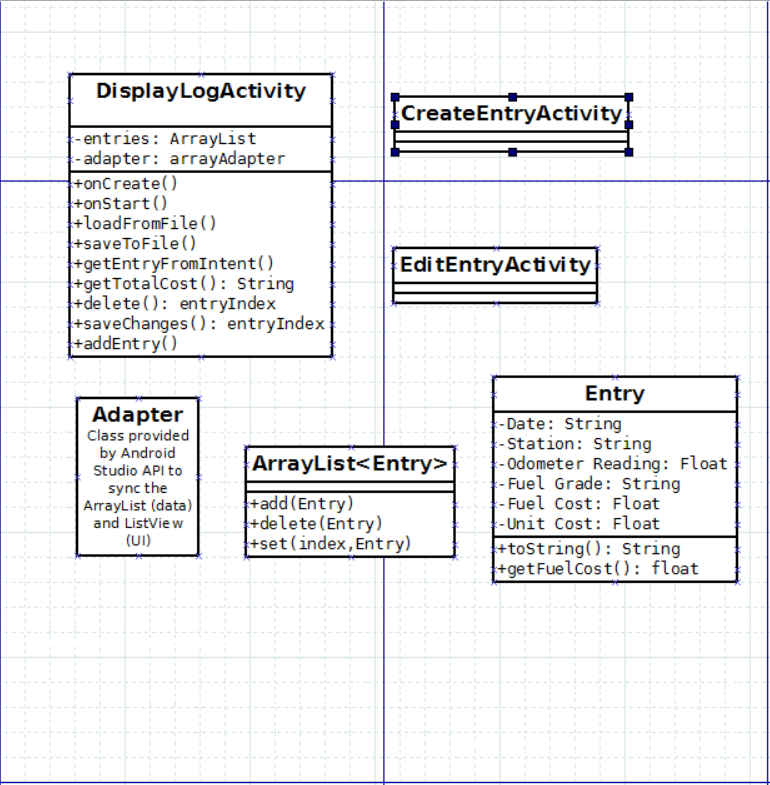 DisplayLogActivity
-entries: ArrayList
-adapter: arrayAdapter
+onCreate()
+onStart()
+loadFromFile()
+saveToFile()
+getEntryFromIntent()
+getTotalCost(): String
+delete(): entryIndex
+saveChanges(): entryIndex
+addEntry()
CreateEntryActivity
EditEntryActivity
Adapter
Class provided
by Android
Studio API to
sync the
ArrayList (data)
and ListView
(UI)
ArrayList<Entry>
+add(Entry)
+delete(Entry)
+set(index,Entry)
Entry
-Date: String
-Station: String
-Odometer Reading: Float
-Fuel Grade: String
-Fuel Cost: Float
-Unit Cost: Float
+toString(): String
+getFuelCost(): float